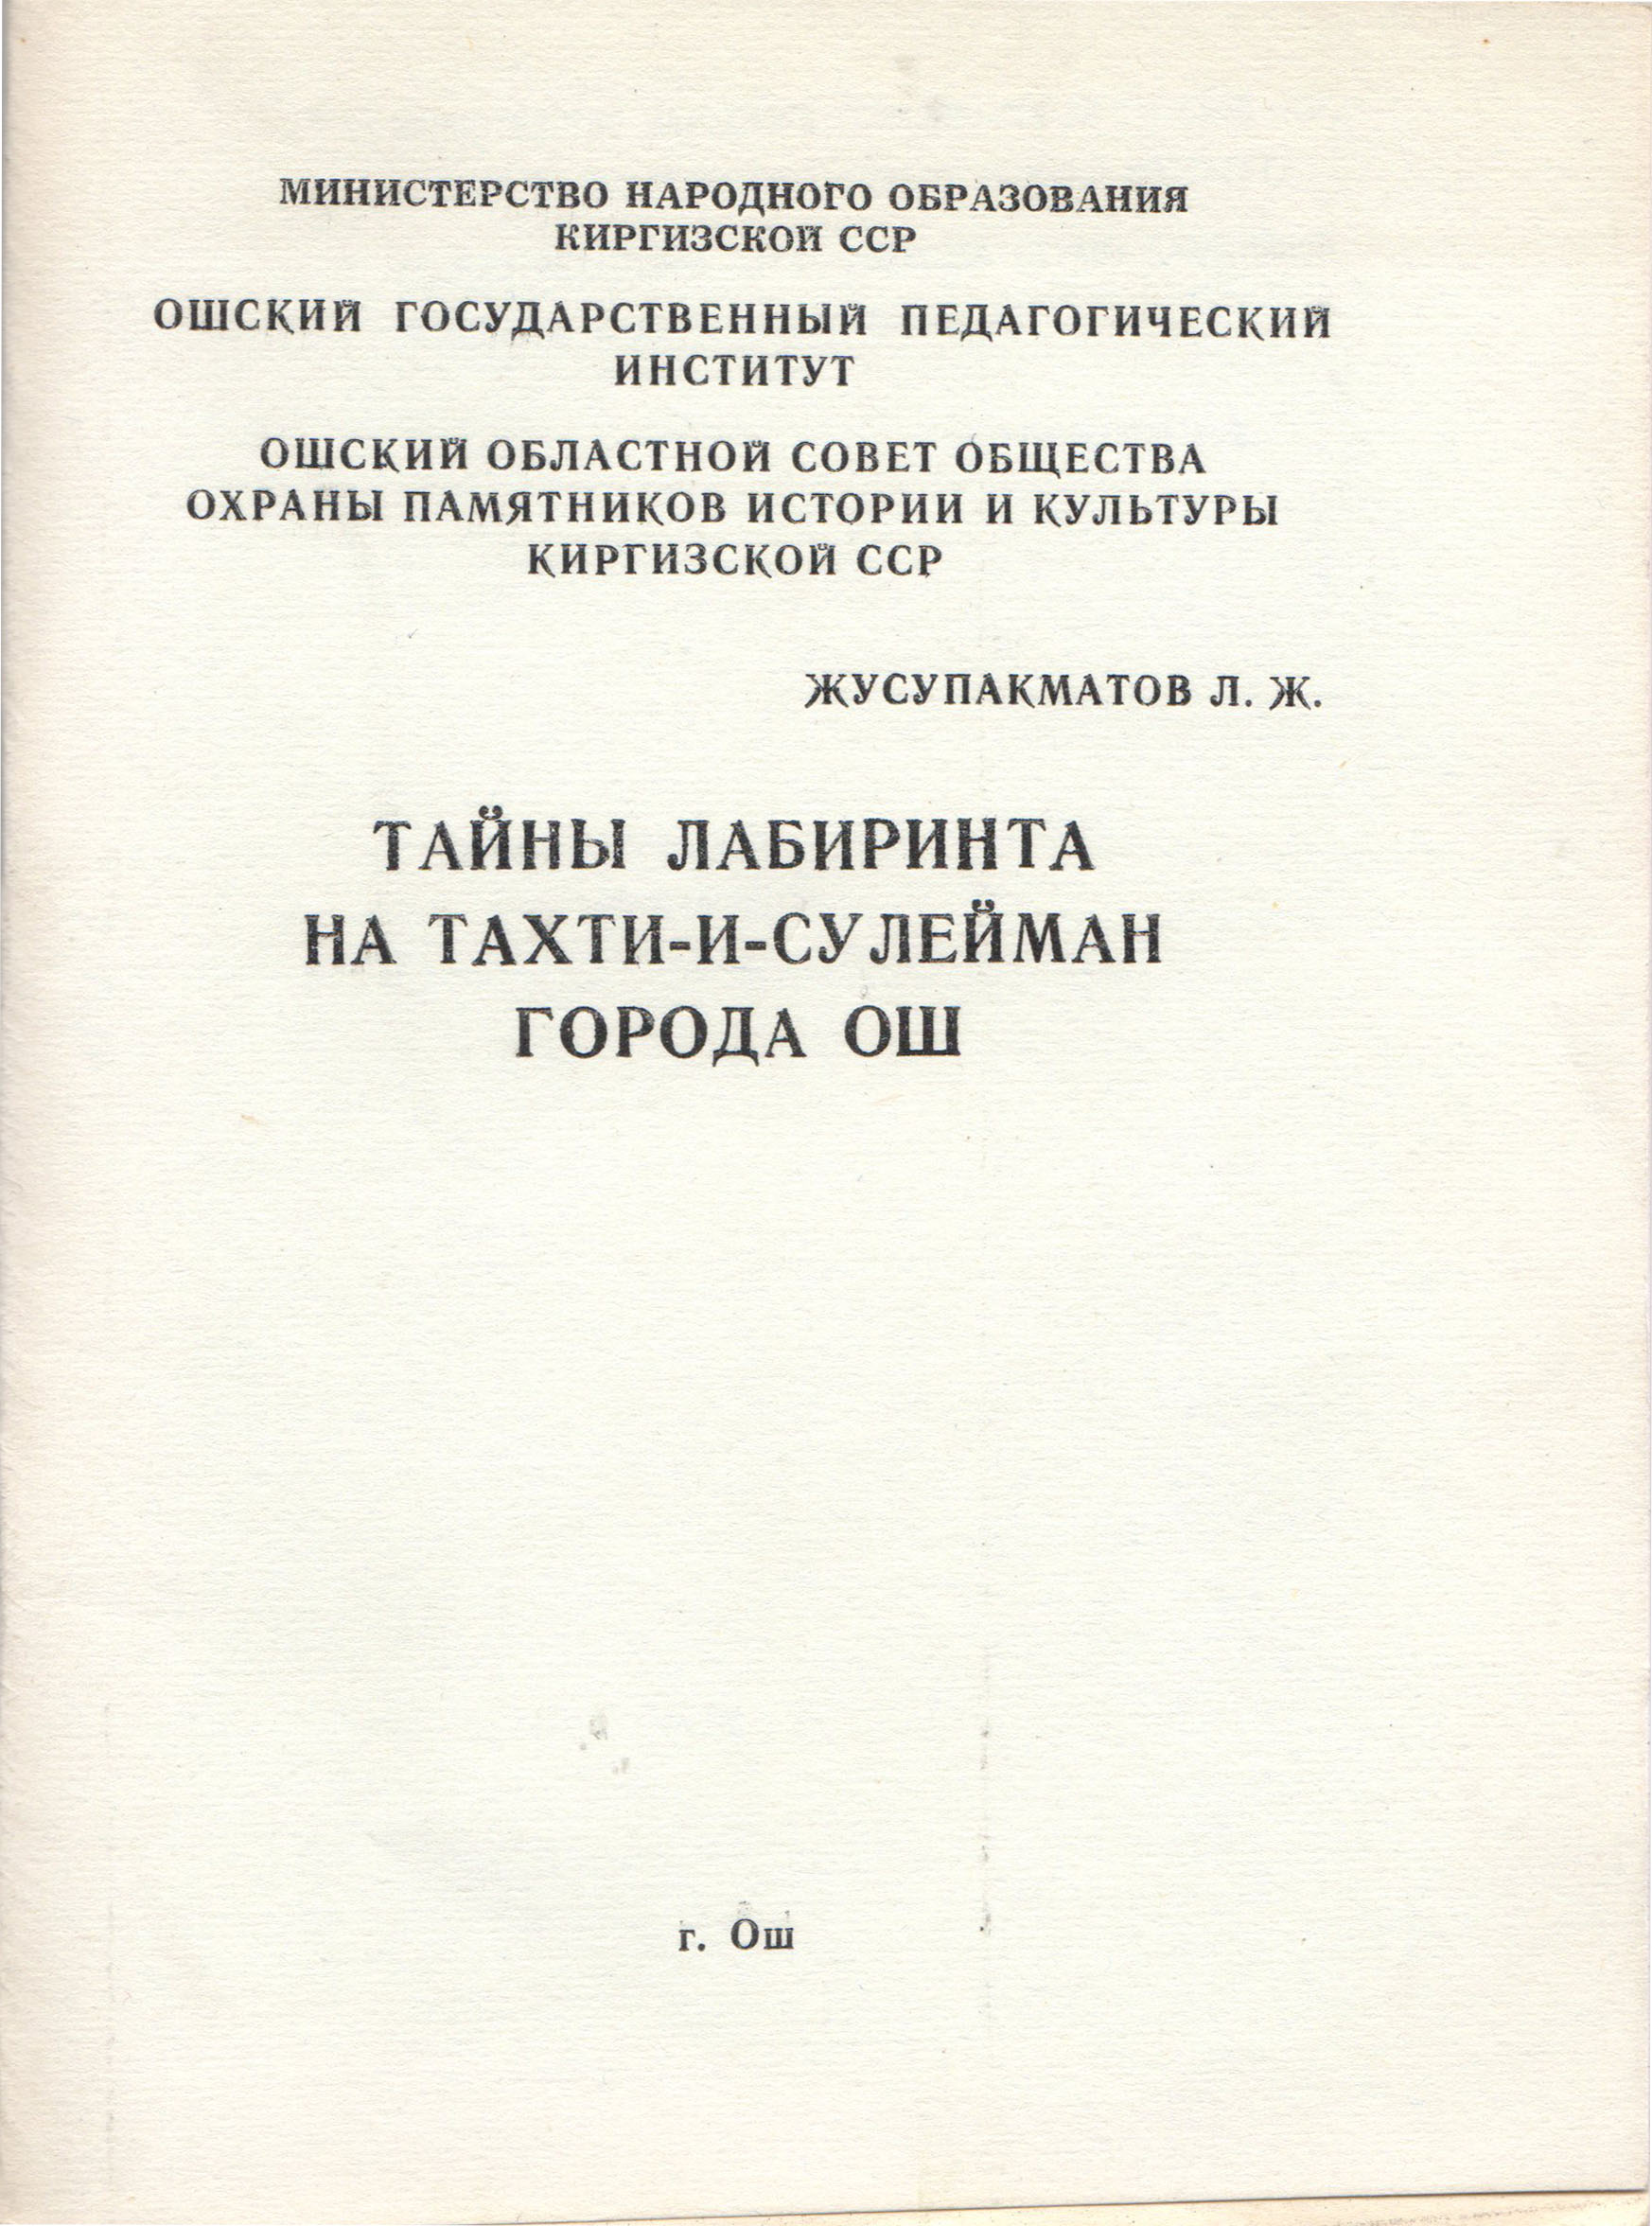 МИНИСТЕРСТВО НАРОДНОГО ОБРАЗОВАНИЯ
КИРГИЗСКОЙ ССР
ОШСКИЙ ГОСУДАРСТВЕННЫЙ ПЕДАГОГИЧЕСКИЙ
ИНСТИТУТ
ОШСКИЙ ОБЛАСТНОЙ СОВЕТ ОБЩЕСТВА
ОХРАНЫ ПАМЯТНИКОВ ИСТОРИИ И КУЛЬТУРЫ
КИРГИЗСКОЙ ССР
ЖУСУПАКМАТОВ Л. Ж.
ТАЙНЫ ЛАБИРИНТА
НА ТАХТИ-И-СУЛЕЙМАН
ГОРОДА ОШ
г. Ош